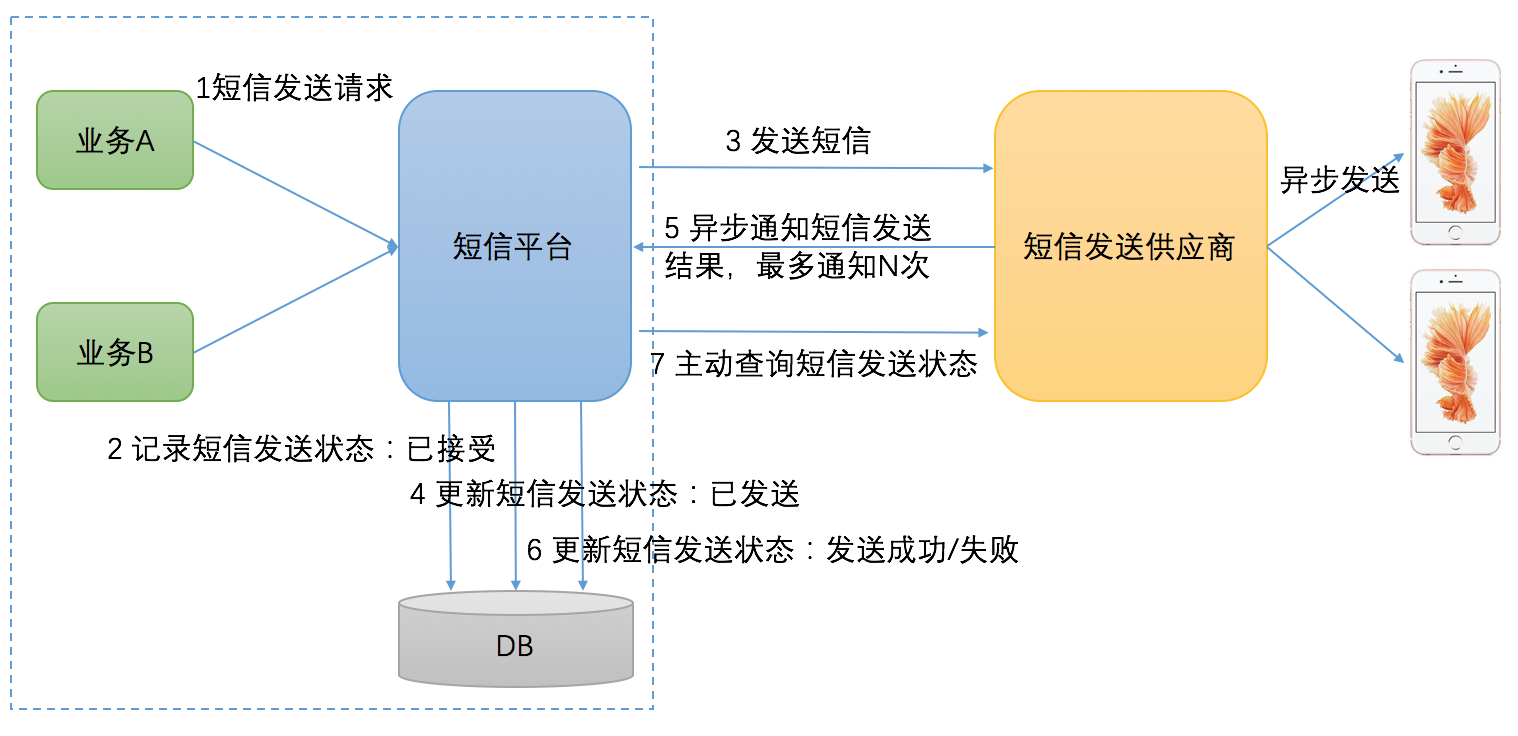 1短信发送请求
业务A
业务B
短信平台
3 发送短信
5 异步通知短信发送
结果，最多通知N次
7 主动查询短信发送状态
短信发送供应商
异步发送
2 记录短信发送状态：已接受
4 更新短信发送状态：已发送
6 更新短信发送状态：发送成功/失败
DB